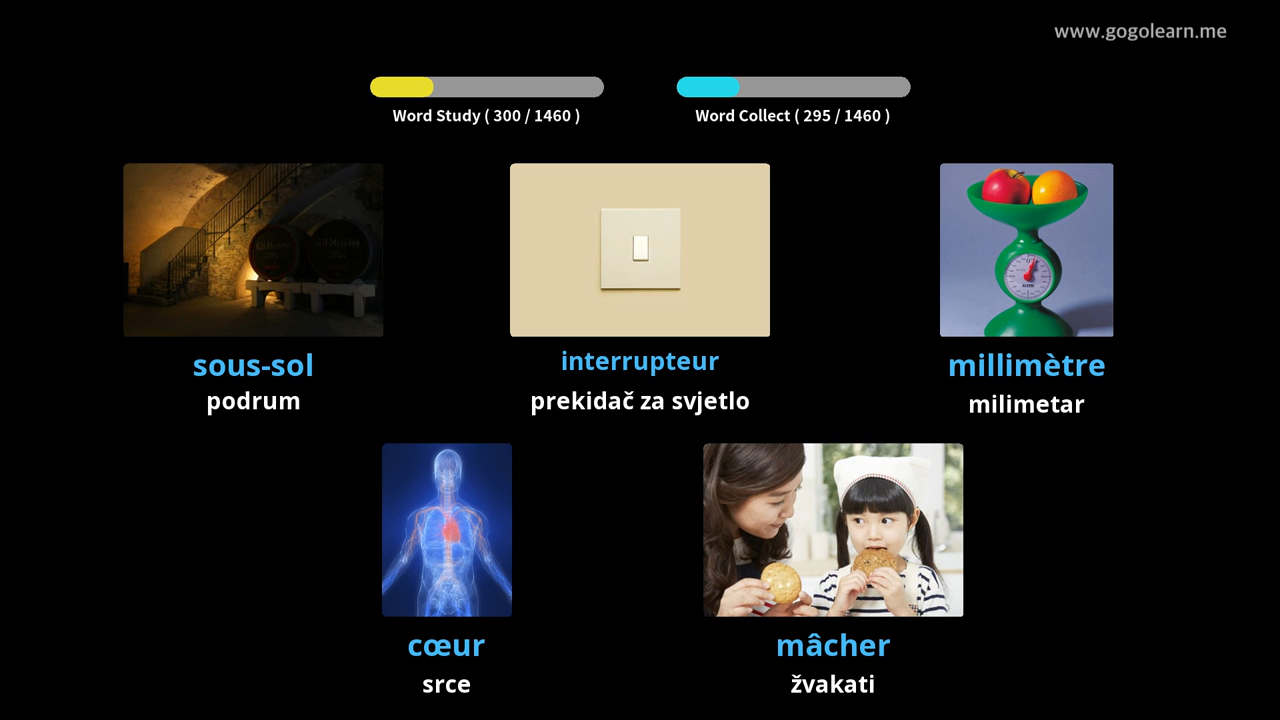 www.gogolearn.me
Word Study ( 300 / 1460 )
Word Collect ( 295 / 1460 )
sous-sol
podrum
interrupteur
prekidač za svjetlo
millimètre
milimetar
cœur
srce
mâcher
žvakati